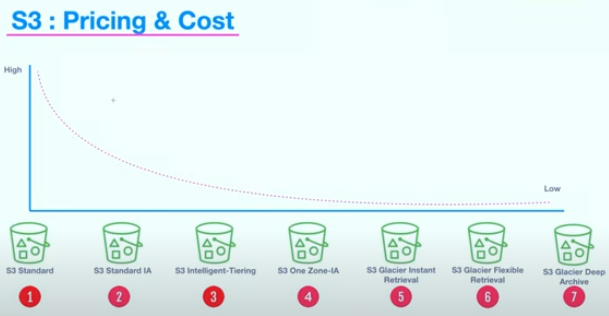 S3 : Pricing & Cost
High
Low
S3 Standard
S3 Standard IA
S3 Intelligent-Tiering
S3 One Zone-IA
S3 Glacier Instant
Retrieval
S3 Glacier Flexible
Retrieval
S3 Glacier Deep
Archive
1
2
3
4
5
6
7